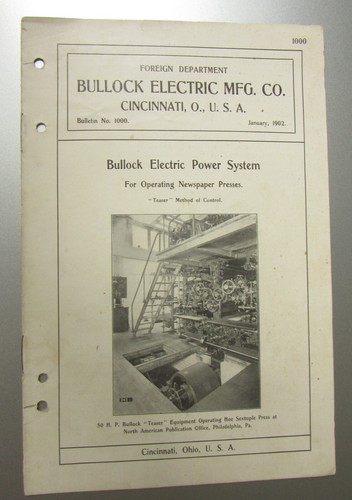 1000
FOREIGN DEPARTMENT
BULLOCK ELECTRIC MFG. CO.
CINCINNATI, O., U. S. A.
Bulletin No. 1000. January, 1902.
Bullock Electric Power System
For Operating Newspaper Presses.
"Teaser" Method of Control.
50 H. P. Bullock "Teaser" Equipment Operating Hoe Sextuple Press of
North American Publication Office, Philadelphia, Pa.
Cincinnati, Ohio, U. S. A.